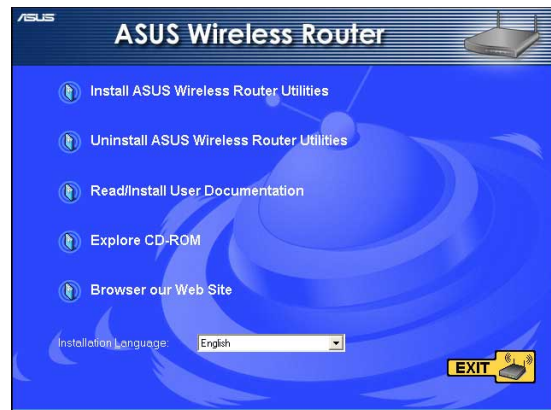 ASUS
ASUS Wireless Router
Install ASUS Wireless Router Utilities
Uninstall ASUS Wireless Router Utilities
Read/Install User Documentation
Explore CD-ROM
Browser our Web Site
Installation Language: English
EXIT